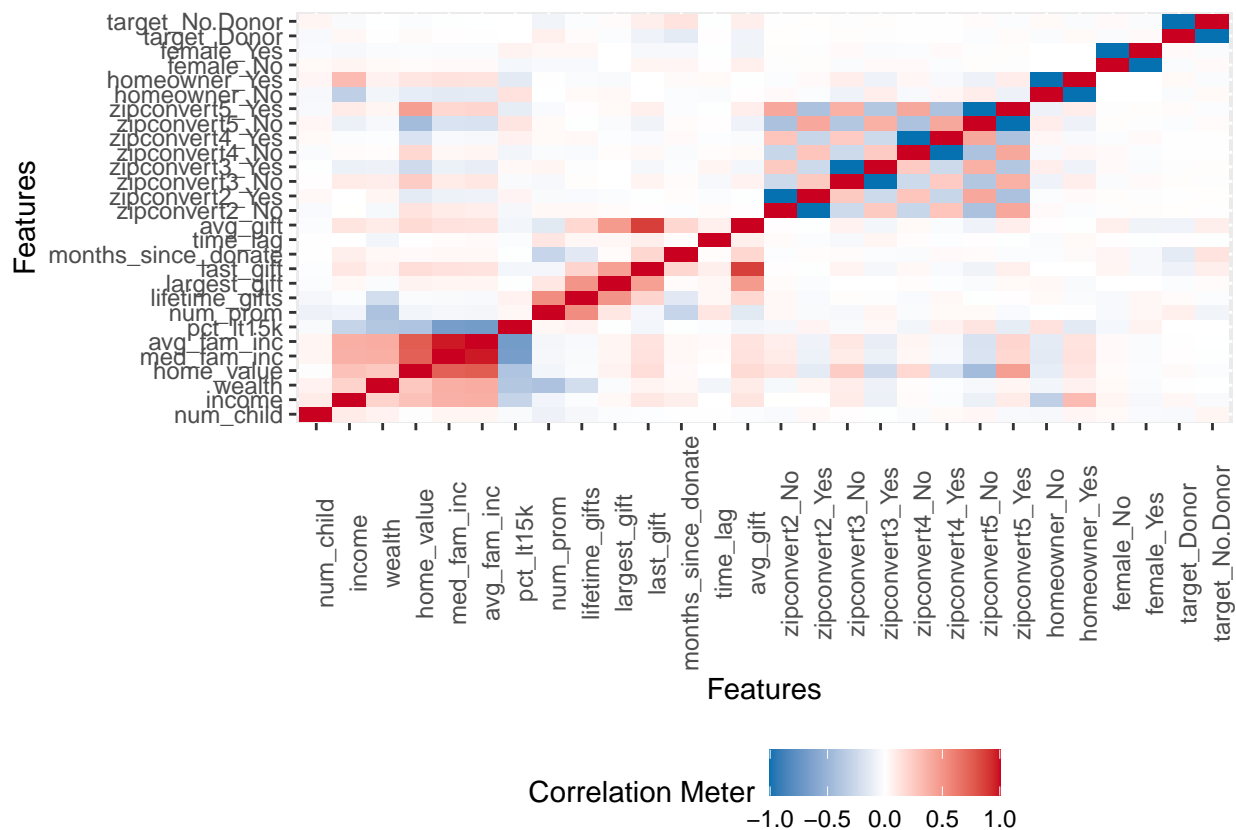 target_No.Donor
target_Donor
female_Yes
female_No
homeowner_Yes
homeowner_No
zipconvert5_Yes
zipconvert5_No
zipconvert4_Yes
zipconvert4_No
zipconvert3_Yes
zipconvert3_No
zipconvert2_Yes
zipconvert2_No
avg_gift
time_lag
months_since_donate
last_gift
largest_gift
lifetime_gifts
num_prom
pct_lt15k
avg_fam_inc
med_fam_inc
home_value
wealth
income
num_child
Features
num_child
income
wealth
home_value
med_fam_inc
avg_fam_inc
pct_lt15k
num_prom
lifetime_gifts
largest_gift
last_gift
months_since_donate
time_lag
avg_gift
zipconvert2_No
zipconvert2_Yes
zipconvert3_No
zipconvert3_Yes
zipconvert4_No
zipconvert4_Yes
zipconvert5_No
zipconvert5_Yes
homeowner_No
homeowner_Yes
female_No
female_Yes
target_Donor
target_No.Donor
Features
Correlation Meter
−1.0 −0.5 0.0 0.5 1.0